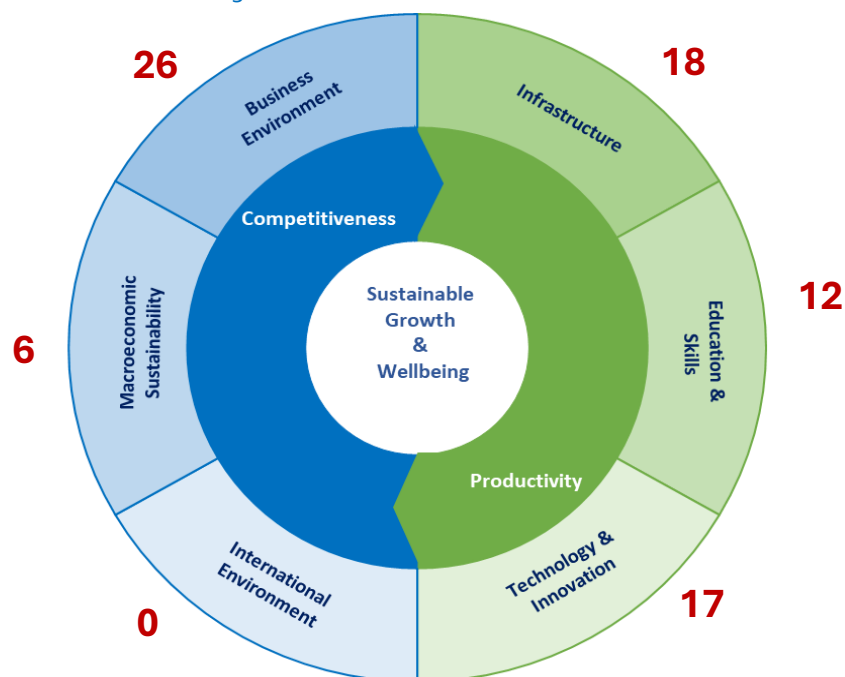 26
Business
Environment
18
Infrastructure
Competitiveness
Macroeconomic
Sustainability
6
Sustainable
Growth
&
Wellbeing
Education &
Skills
12
Productivity
International
Environment
0
Technology &
Innovation
17